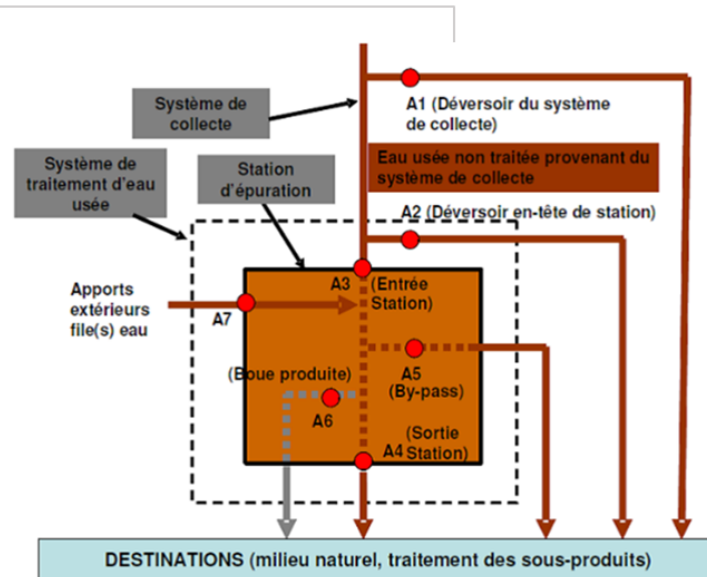 Système de
collecte
A1 (Déversoir du système
de collecte)
Système de
traitement d'eau
usée
Station
d'épuration
Eau usée non traitée provenant du
système de collecte
A2 (Déversoir en-tête de station)
Apports
extérieurs
file(s) eau
A7
A3
(Entrée
Station)
(Boue produite)
A6
A5
(By-pass)
(Sortie
A4 Station)
DESTINATIONS (milieu naturel, traitement des sous-produits)